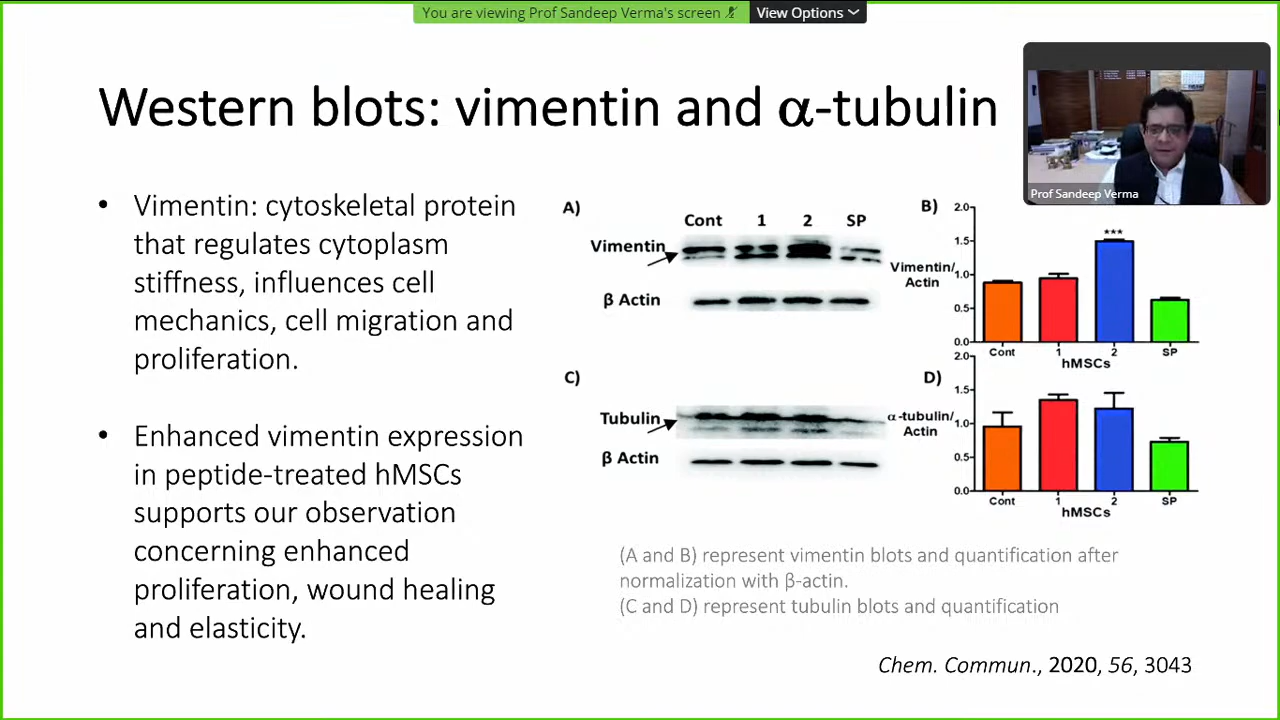 You are viewing Prof Sandeep Verma's screen
View Options
Western blots: vimentin and α-tubulin
Prof Sandeep Verma
• Vimentin: cytoskeletal protein
that regulates cytoplasm
stiffness, influences cell
mechanics, cell migration and
proliferation.
• Enhanced vimentin expression
in peptide-treated hMSCs
supports our observation
concerning enhanced
proliferation, wound healing
and elasticity.
A)
Cont 1 2 SP
Vimentin
β Actin
B)
2.0
1.5
1.0
0.5
0.0
Vimentin/
Actin
***
Cont 1 2 SP
hMSCs
C)
Tubulin
β Actin
D)
2.0
1.5
1.0
0.5
0.0
α-tubulin/
Actin
Cont 1 2 SP
hMSCs
(A and B) represent vimentin blots and quantification after
normalization with β-actin.
(C and D) represent tubulin blots and quantification
Chem. Commun., 2020, 56, 3043